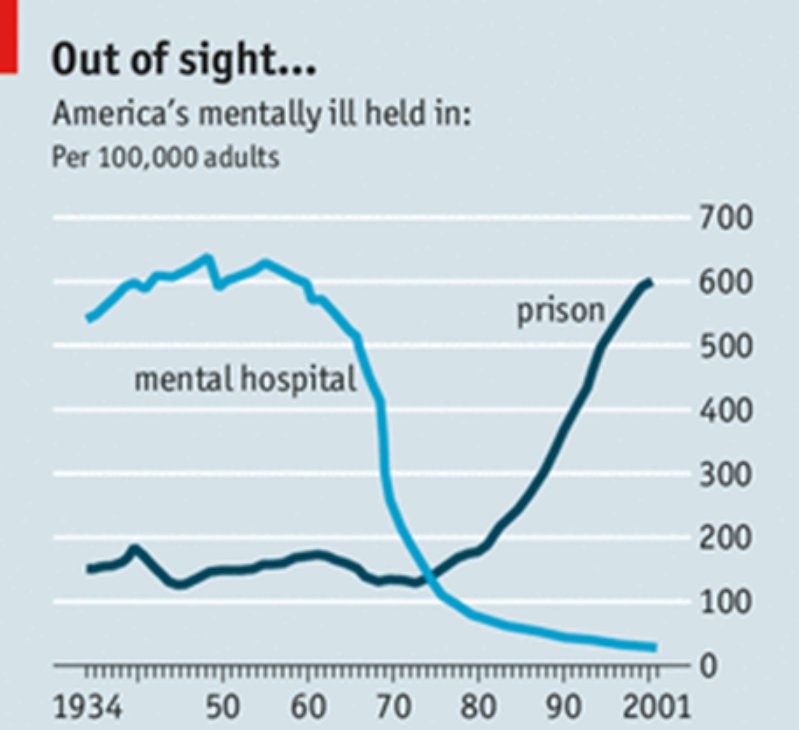 Out of sight...
America's mentally ill held in:
Per 100,000 adults
700
600
prison
500
mental hospital
400
300
200
100
0
1934 50 60 70 80 90 2001